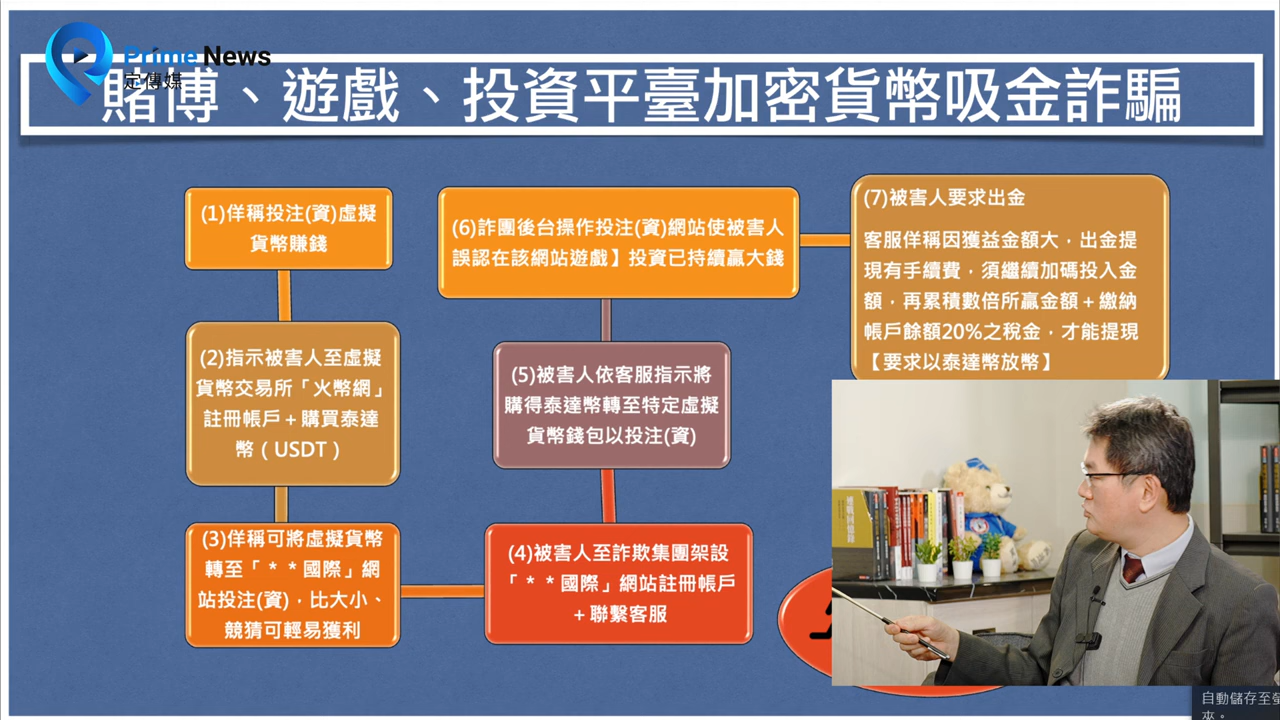 Prime News
定傳媒
賭博、遊戲、投資平臺加密貨幣吸金詐騙
(1)佯稱投注(資)虛擬
貨幣賺錢
(2)指示被害人至虛擬
貨幣交易所「火幣網」
註冊帳戶＋購買泰達
幣（USDT）
(3)佯稱可將虛擬貨幣
轉至「＊＊國際」網
站投注(資)，比大小、
競猜可輕易獲利
(4)被害人至詐欺集團架設
「＊＊國際」網站註冊帳戶
＋聯繫客服
(5)被害人依客服指示將
購得泰達幣轉至特定虛擬
貨幣錢包以投注(資)
(6)詐團後台操作投注(資)網站使被害人
誤認在該網站遊戲】投資已持續贏大錢
(7)被害人要求出金
客服佯稱因獲益金額大，出金提
現有手續費，須繼續加碼投入金
額，再累積數倍所贏金額＋繳納
帳戶餘額20%之稅金，才能提現
【要求以泰達幣放幣】
自動儲存至螢
來。